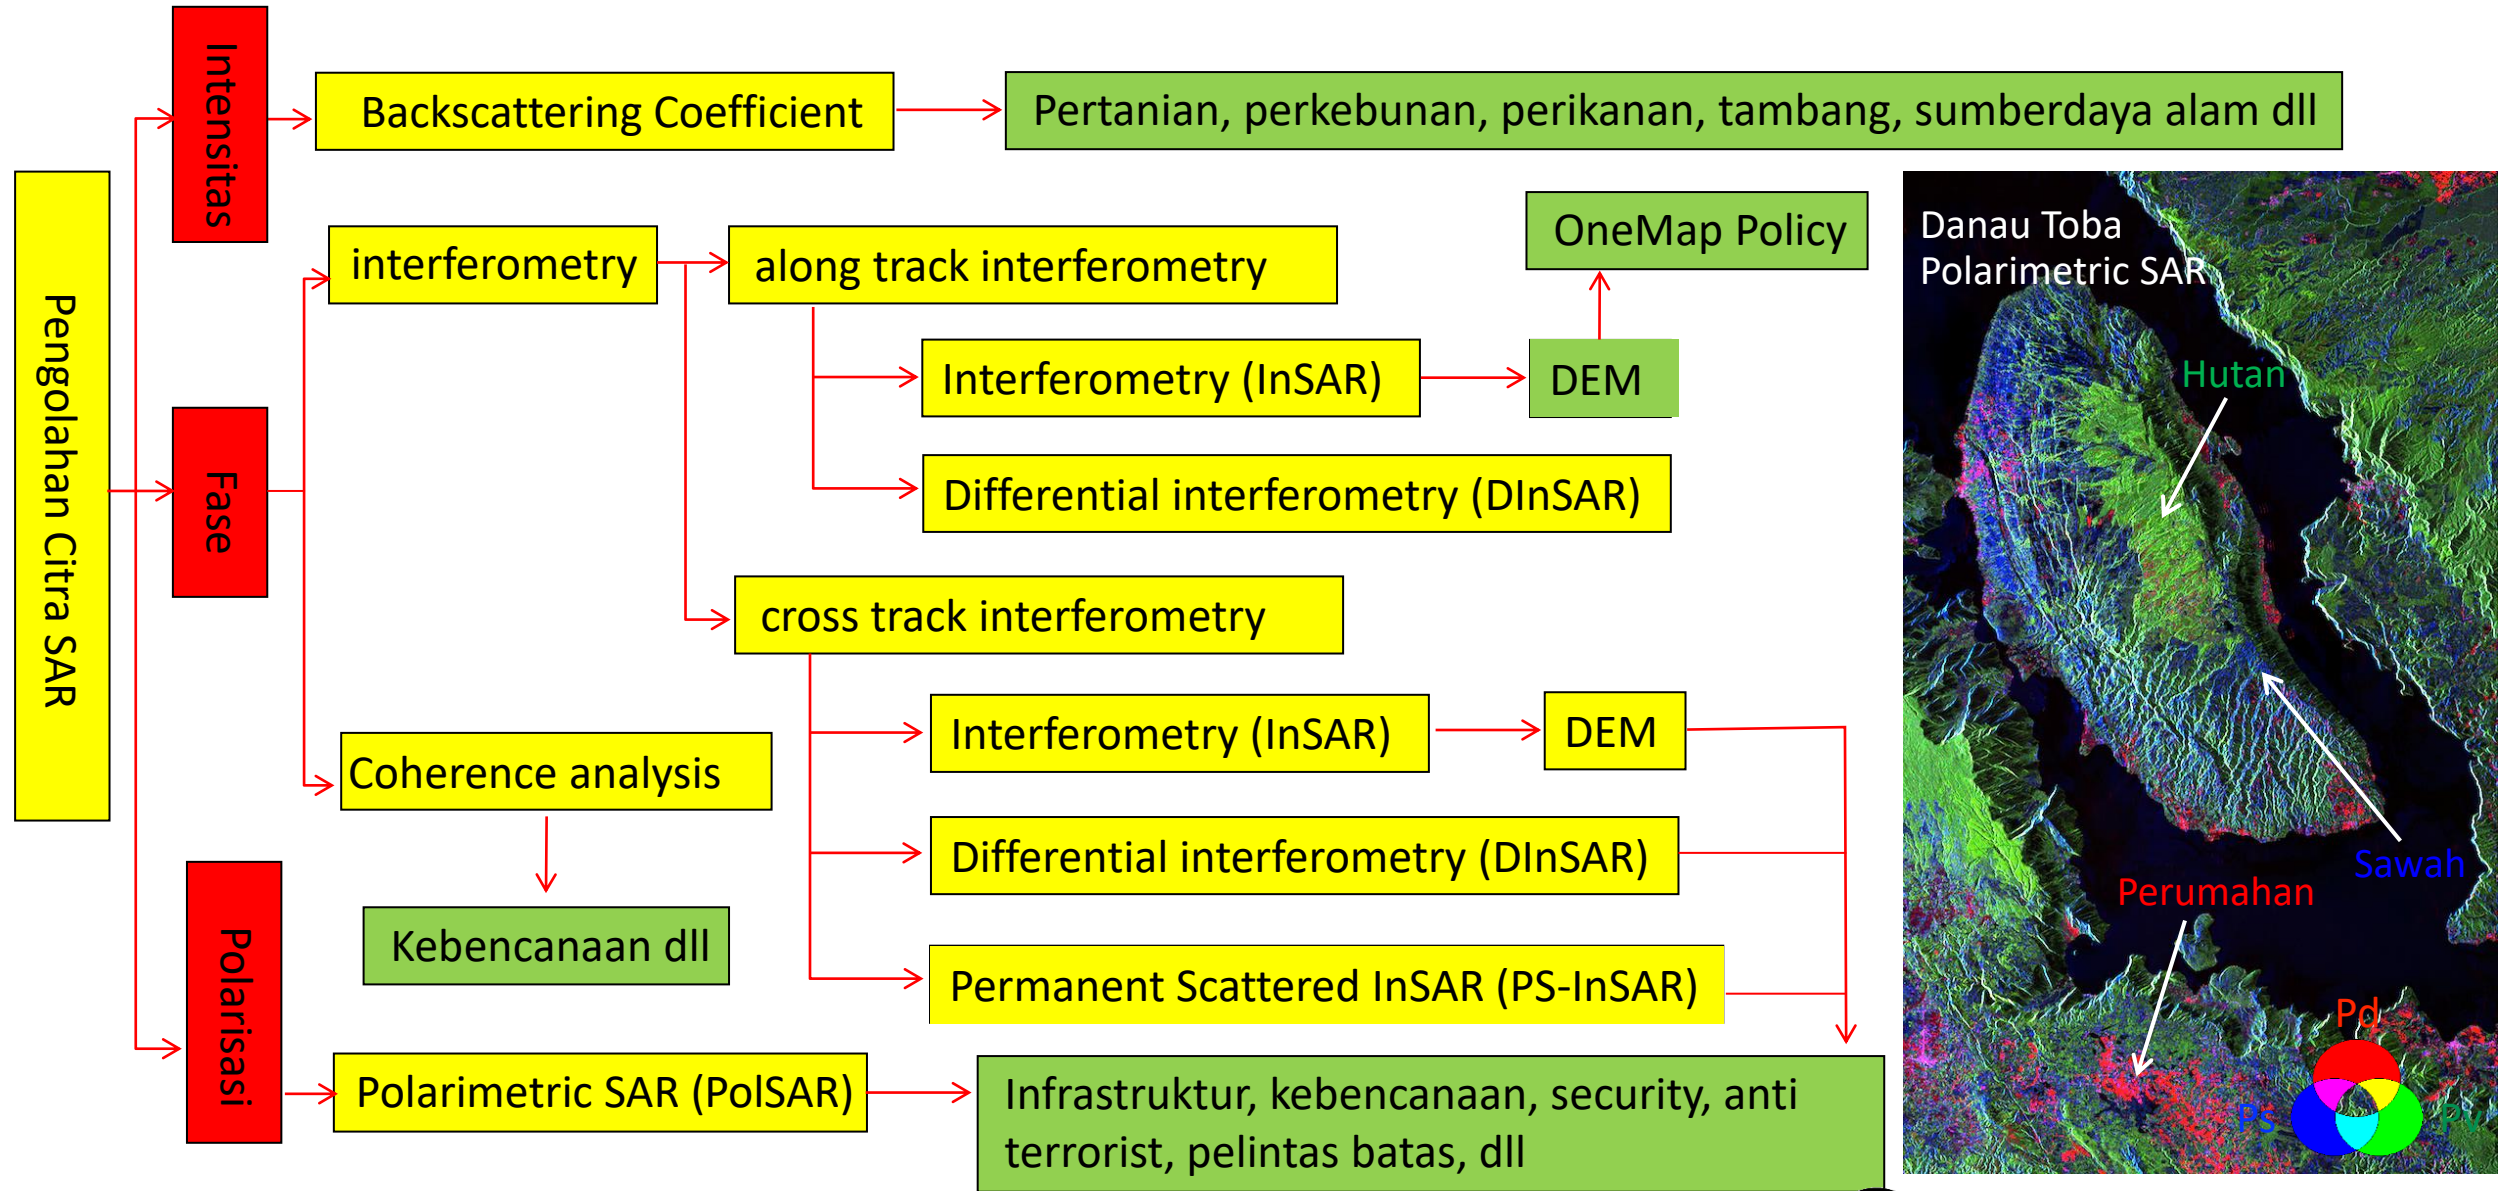 Pengolahan Citra SAR
Intensitas
Backscattering Coefficient
Pertanian, perkebunan, perikanan, tambang, sumberdaya alam dll
Fase
interferometry
along track interferometry
OneMap Policy
Interferometry (InSAR)
DEM
Differential interferometry (DInSAR)
cross track interferometry
Interferometry (InSAR)
DEM
Differential interferometry (DInSAR)
Permanent Scattered InSAR (PS-InSAR)
Coherence analysis
Kebencanaan dll
Polarisasi
Polarimetric SAR (PolSAR)
Infrastruktur, kebencanaan, security, anti
terrorist, pelintas batas, dll
Danau Toba
Polarimetric SAR
Hutan
Sawah
Perumahan
Pd
Ps
Pv